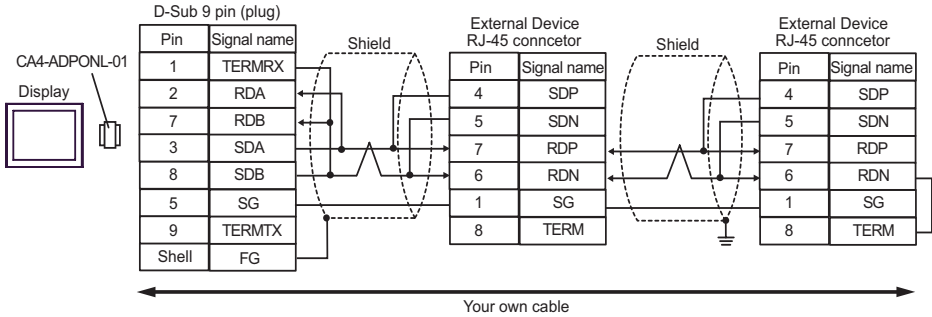 D-Sub 9 pin (plug)
Pin Signal name
1 TERMRX
2 RDA
7 RDB
3 SDA
8 SDB
5 SG
9 TERMTX
Shell FG
CA4-ADPONL-01
Display
Shield
External Device
RJ-45 conncetor
Pin Signal name
4 SDP
5 SDN
7 RDP
6 RDN
1 SG
8 TERM
Shield
External Device
RJ-45 conncetor
Pin Signal name
4 SDP
5 SDN
7 RDP
6 RDN
1 SG
8 TERM
Your own cable